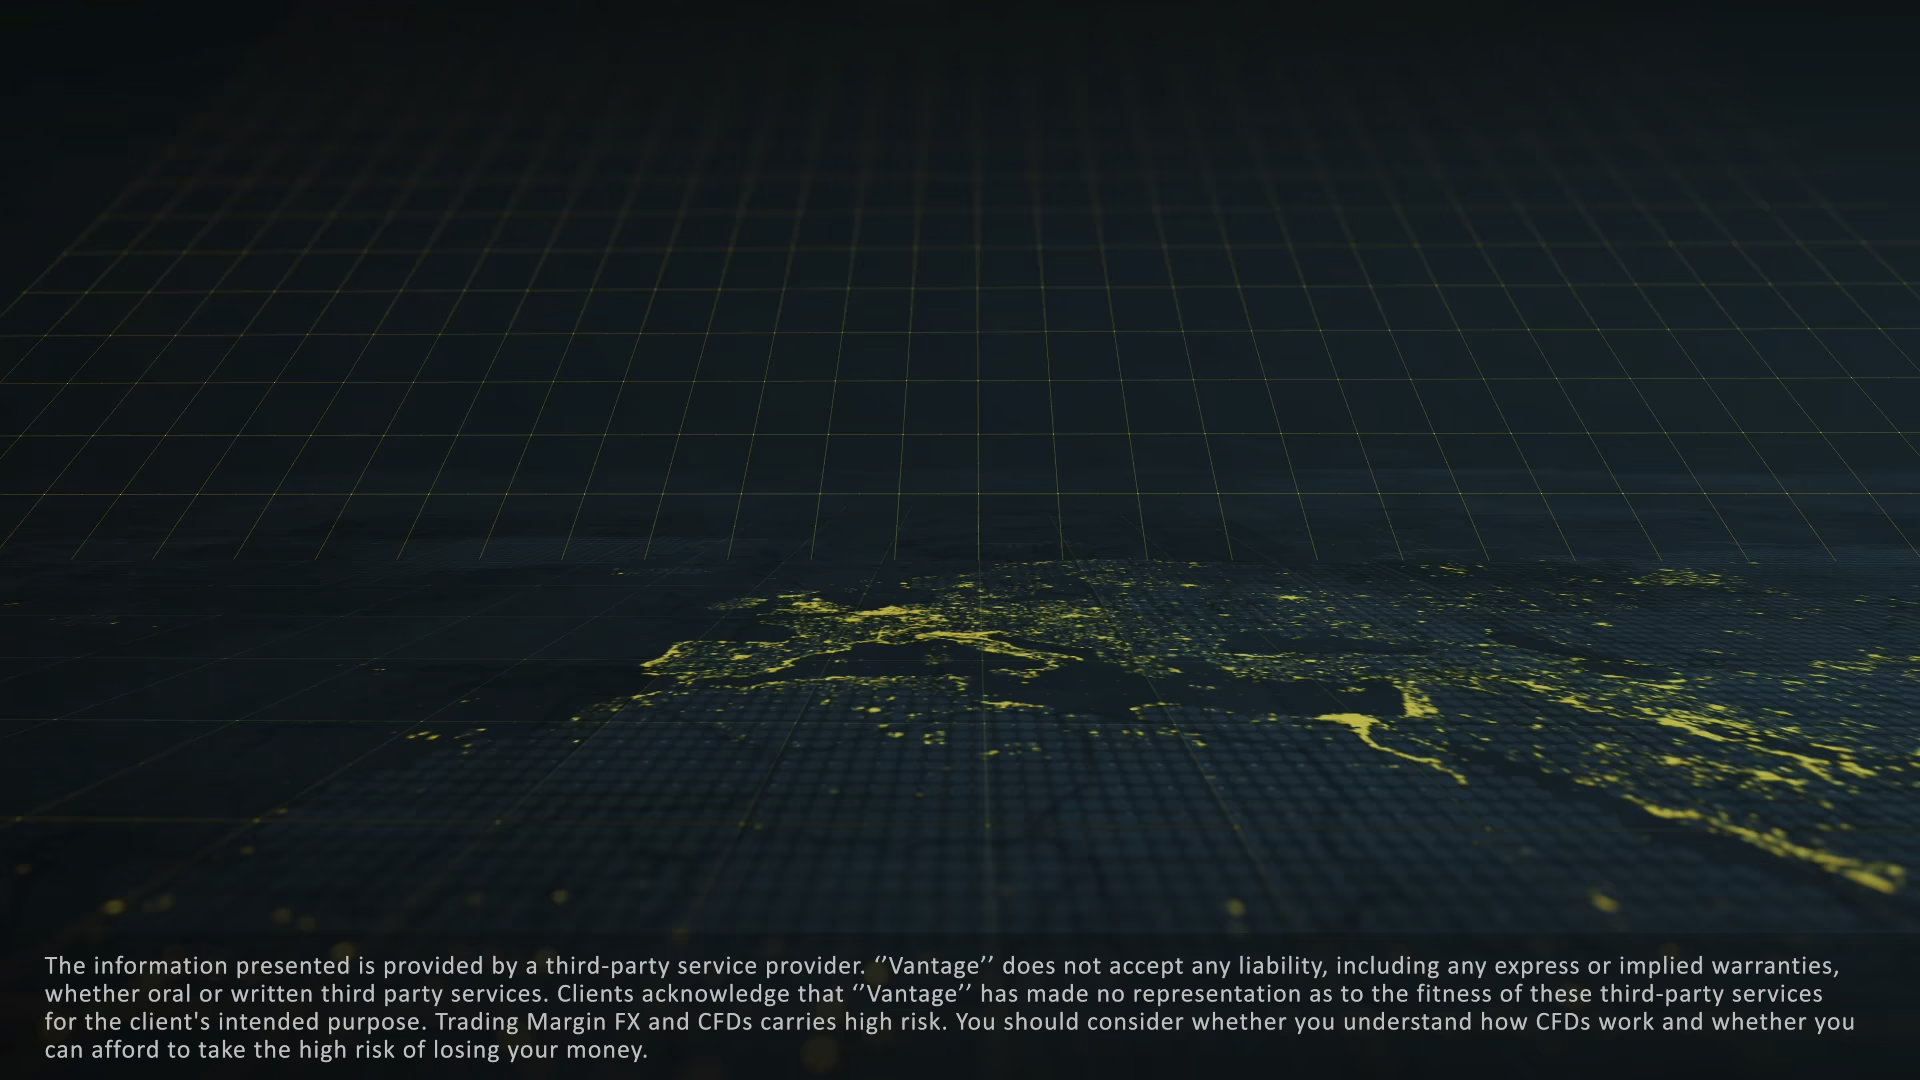 The information presented is provided by a third-party service provider. ‘’Vantage’’ does not accept any liability, including any express or implied warranties,
whether oral or written third party services. Clients acknowledge that ‘’Vantage’’ has made no representation as to the fitness of these third-party services
for the client's intended purpose. Trading Margin FX and CFDs carries high risk. You should consider whether you understand how CFDs work and whether you
can afford to take the high risk of losing your money.